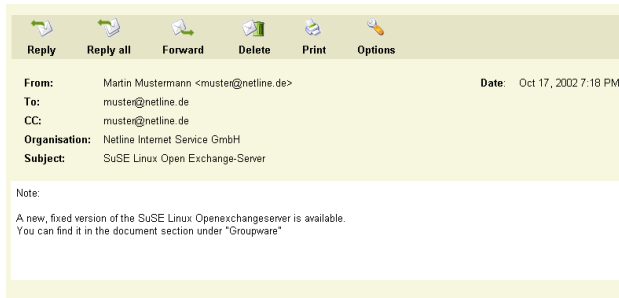 Reply Reply all Forward Delete Print Options
From: Martin Mustermann <muster@netline.de> Date: Oct 17, 2002 7:18 PM
To: muster@netline.de
CC: muster@netline.de
Organisation: Netline Internet Service GmbH
Subject: SuSE Linux Open Exchange-Server
Note:
A new, fixed version of the SuSE Linux Openexchangeserver is available.
You can find it in the document section under "Groupware"